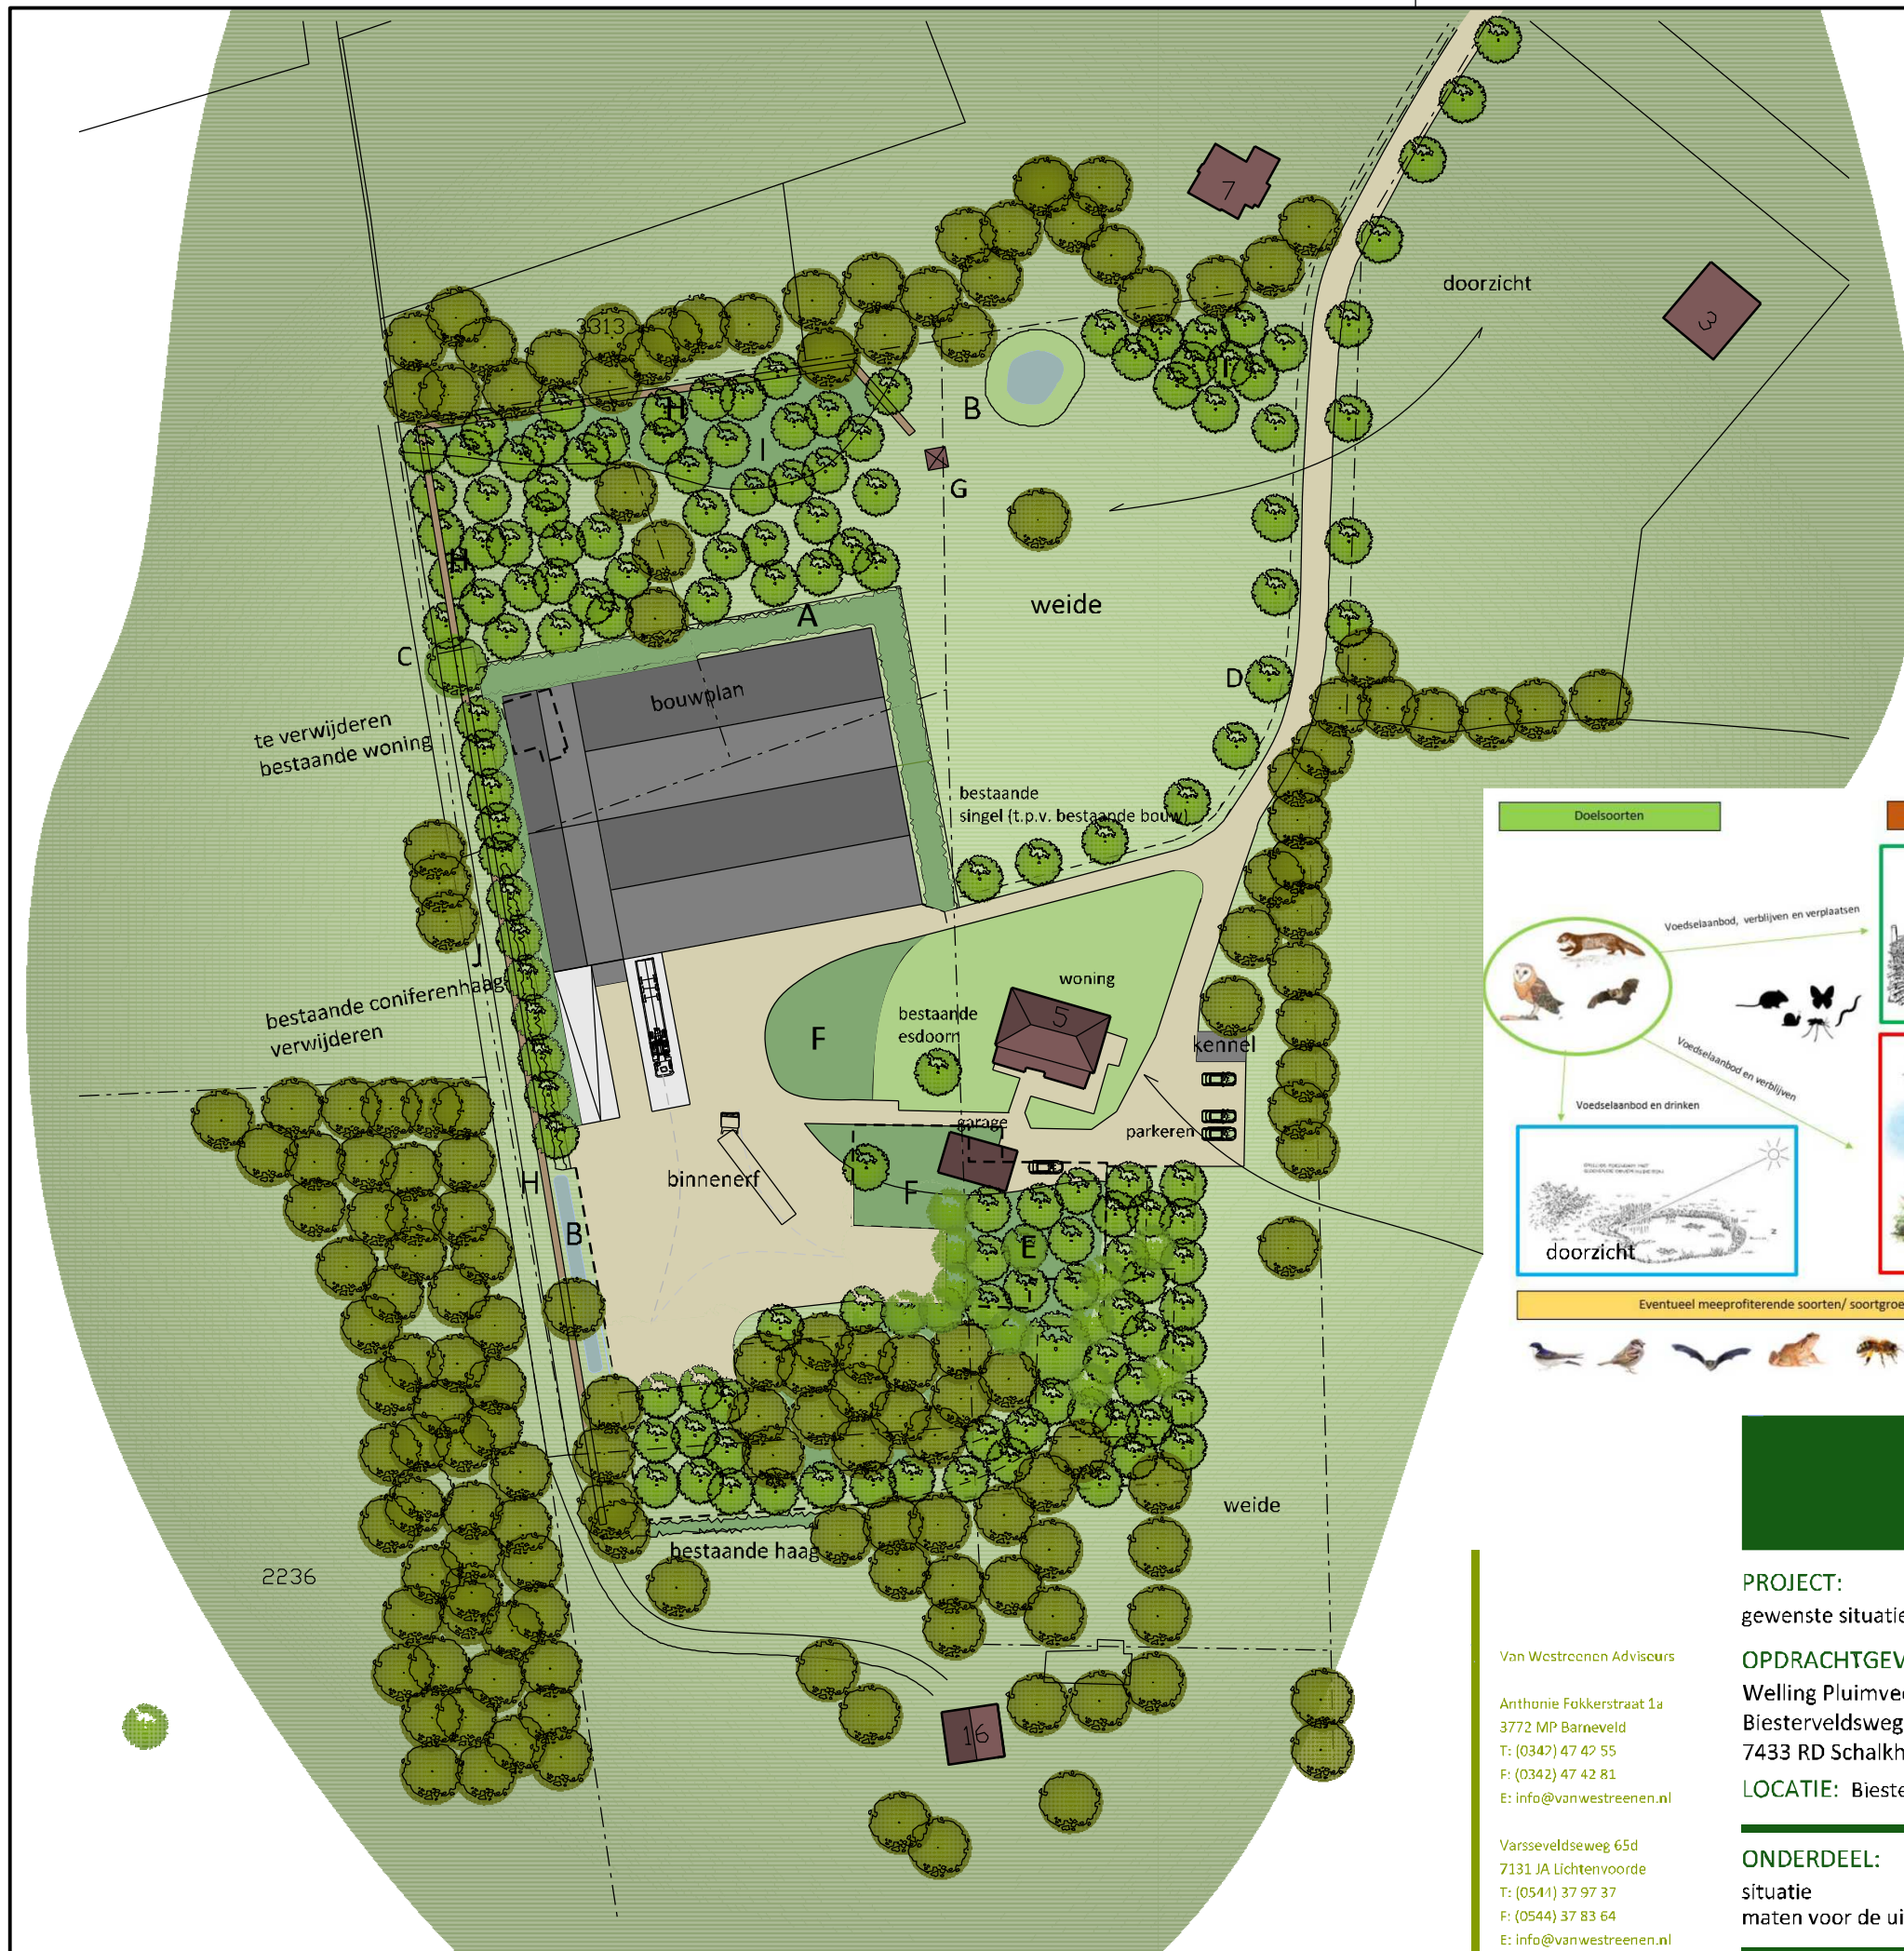 7
doorzicht
3
3313
H
I
I
B
G
H
weide
A
C
D
bouwplan
te verwijderen
bestaande woning
bestaande
singel (t.p.v. bestaande bouw)
J
bestaande coniferenhaag
verwijderen
woning
bestaande
esdoorn
5
F
kennel
garage
parkeren
binnenerf
H
F
B
E
weide
bestaande haag
2236
16
Doelsoorten
Voedselaanbod, verblijven en verplaatsen
Voedselaanbod en verblijven
Voedselaanbod en drinken
doorzicht
Eventueel meeprofiterende soorten/ soortgroe
Van Westreenen Adviseurs
Anthonie Fokkerstraat 1a
3772 MP Barneveld
T: (0342) 47 42 55
F: (0342) 47 42 81
E: info@vanwestreenen.nl
Varsseveldseweg 65d
7131 JA Lichtenvoorde
T: (0544) 37 97 37
F: (0544) 37 83 64
E: info@vanwestreenen.nl
PROJECT:
gewenste situatie
OPDRACHTGEV
Welling Pluimvee
Biesterveldsweg
7433 RD Schalkh
LOCATIE: Bieste
ONDERDEEL:
situatie
maten voor de ui